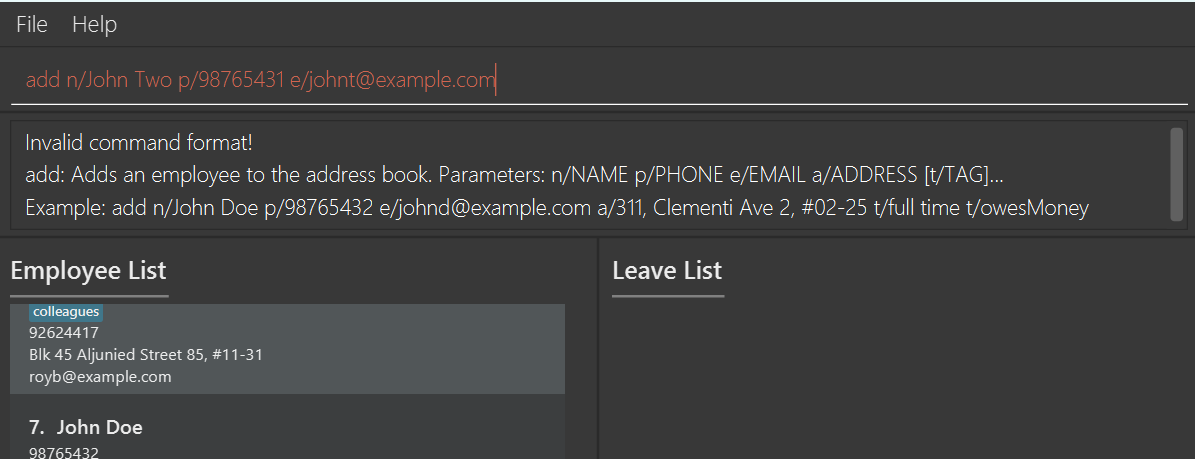 File Help
add n/John Two p/98765431 e/johnt@example.com
Invalid command format!
add: Adds an employee to the address book. Parameters: n/NAME p/PHONE e/EMAIL a/ADDRESS [t/TAG]...
Example: add n/John Doe p/98765432 e/johnd@example.com a/311, Clementi Ave 2, #02-25 t/full time t/owesMoney
Employee List
colleagues
92624417
Blk 45 Aljunied Street 85, #11-31
royb@example.com
7. John Doe
98765432
Leave List